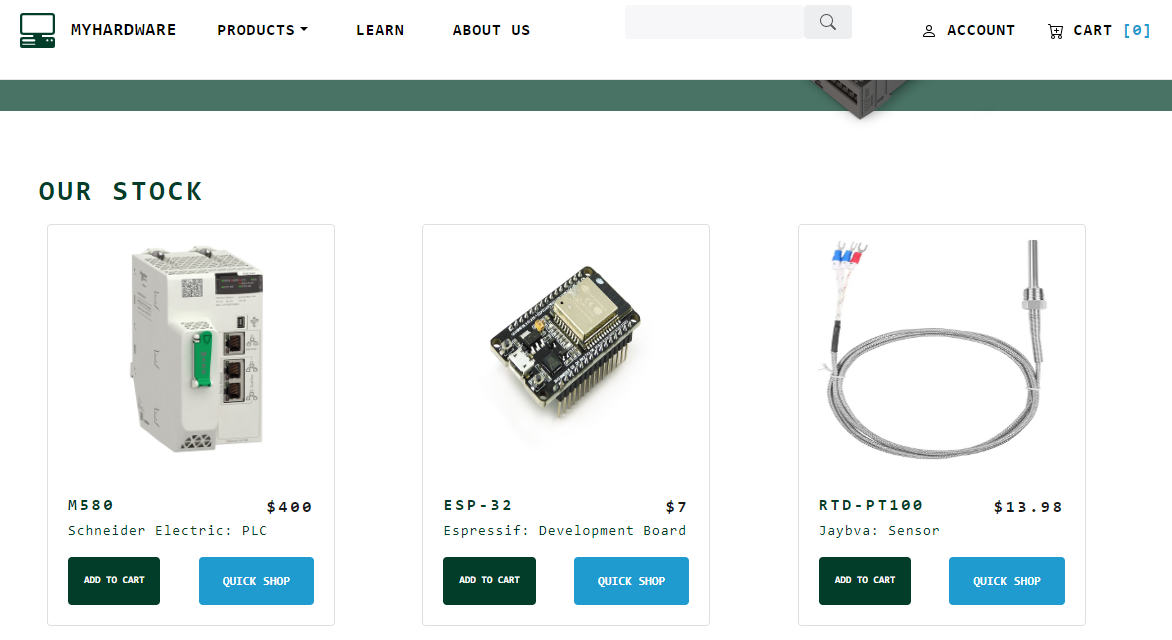 MYHARDWARE PRODUCTS LEARN ABOUT US ACCOUNT CART [0]
OUR STOCK
M580 $400
Schneider Electric: PLC
ADD TO CART QUICK SHOP
ESP-32 $7
Espressif: Development Board
ADD TO CART QUICK SHOP
RTD-PT100 $13.98
Jaybva: Sensor
ADD TO CART QUICK SHOP